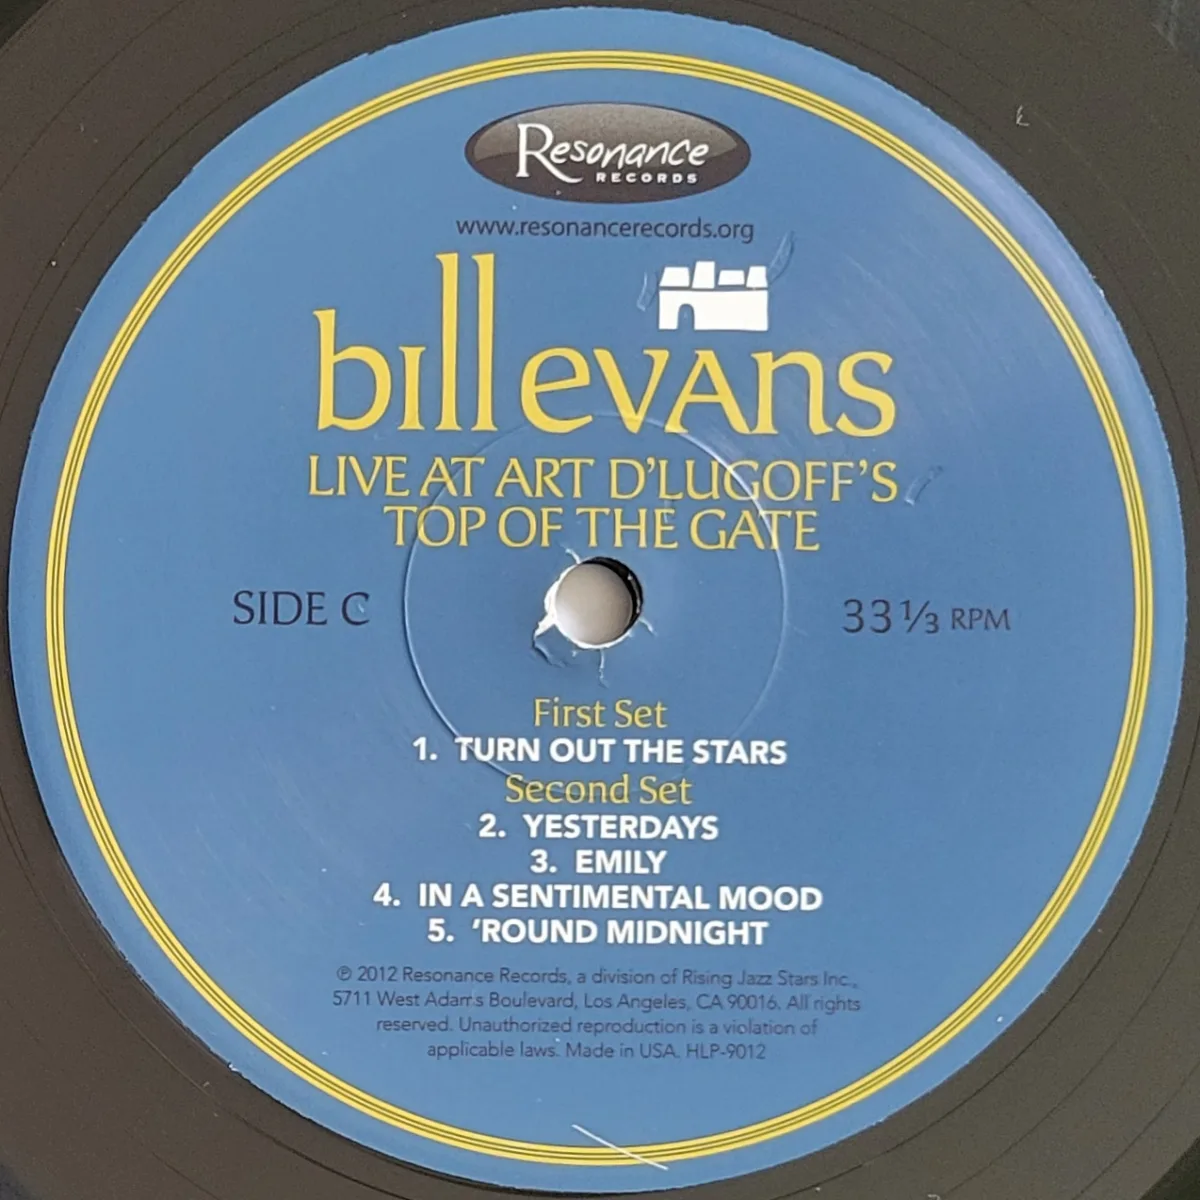 Resonance
RECORDS
www.resonancerecords.org
bill evans
LIVE AT ART D'LUGOFF'S
TOP OF THE GATE
SIDE C
33 ⅓ RPM
First Set
1. TURN OUT THE STARS
Second Set
2. YESTERDAYS
3. EMILY
4. IN A SENTIMENTAL MOOD
5. 'ROUND MIDNIGHT
℗ 2012 Resonance Records, a division of Rising Jazz Stars Inc.,
5711 West Adams Boulevard, Los Angeles, CA 90016. All rights
reserved. Unauthorized reproduction is a violation of
applicable laws. Made in USA. HLP-9012